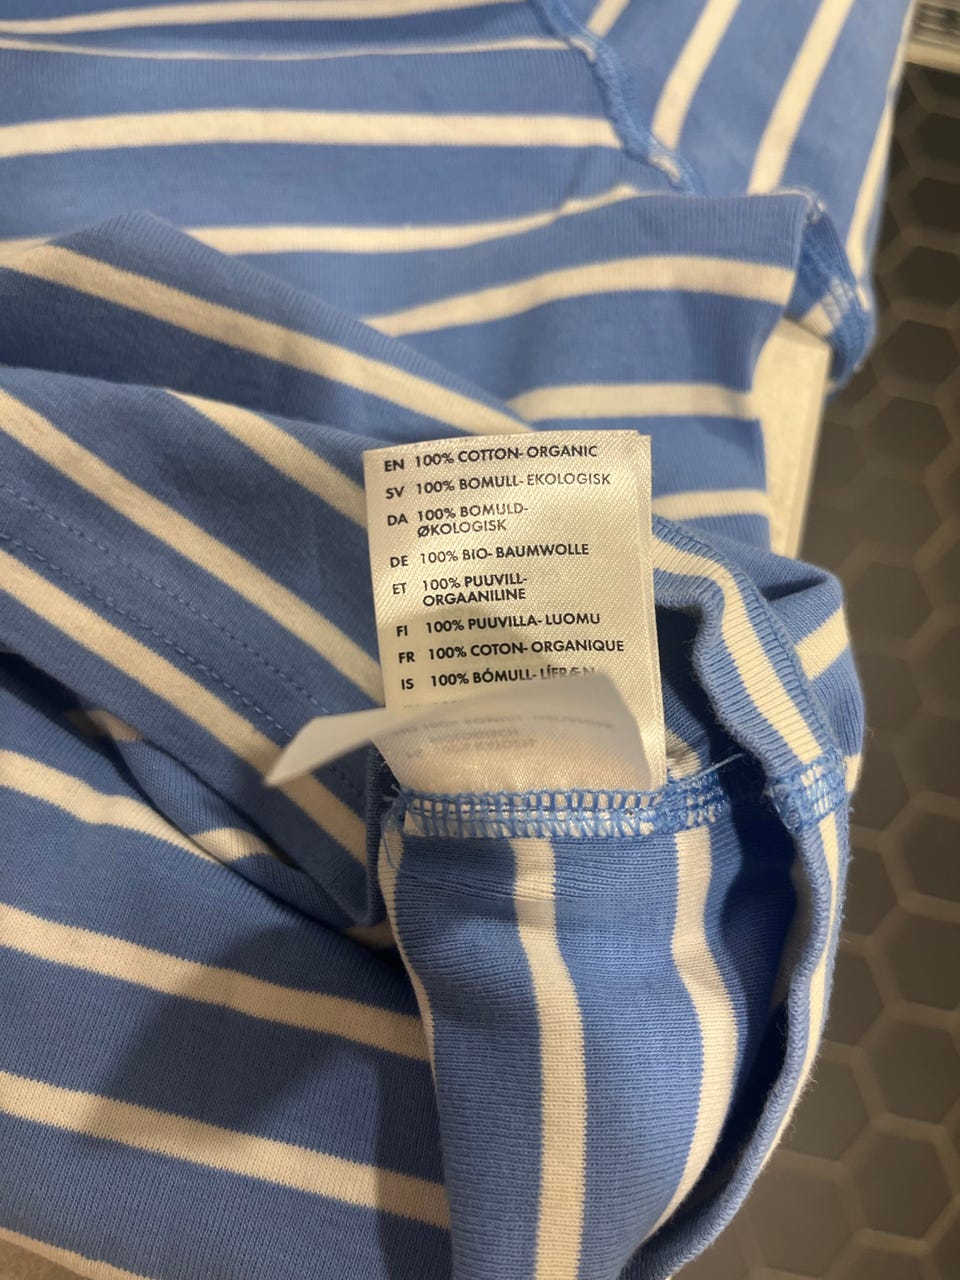 EN 100% COTTON- ORGANIC
SV 100% BOMULL- EKOLOGISK
DA 100% BOMULD-
ØKOLOGISK
DE 100% BIO- BAUMWOLLE
ET 100% PUUVILL-
ORGAANILINE
FI 100% PUUVILLA- LUOMU
FR 100% COTON- ORGANIQUE
IS 100% BÓMULL- LÍFRÆN